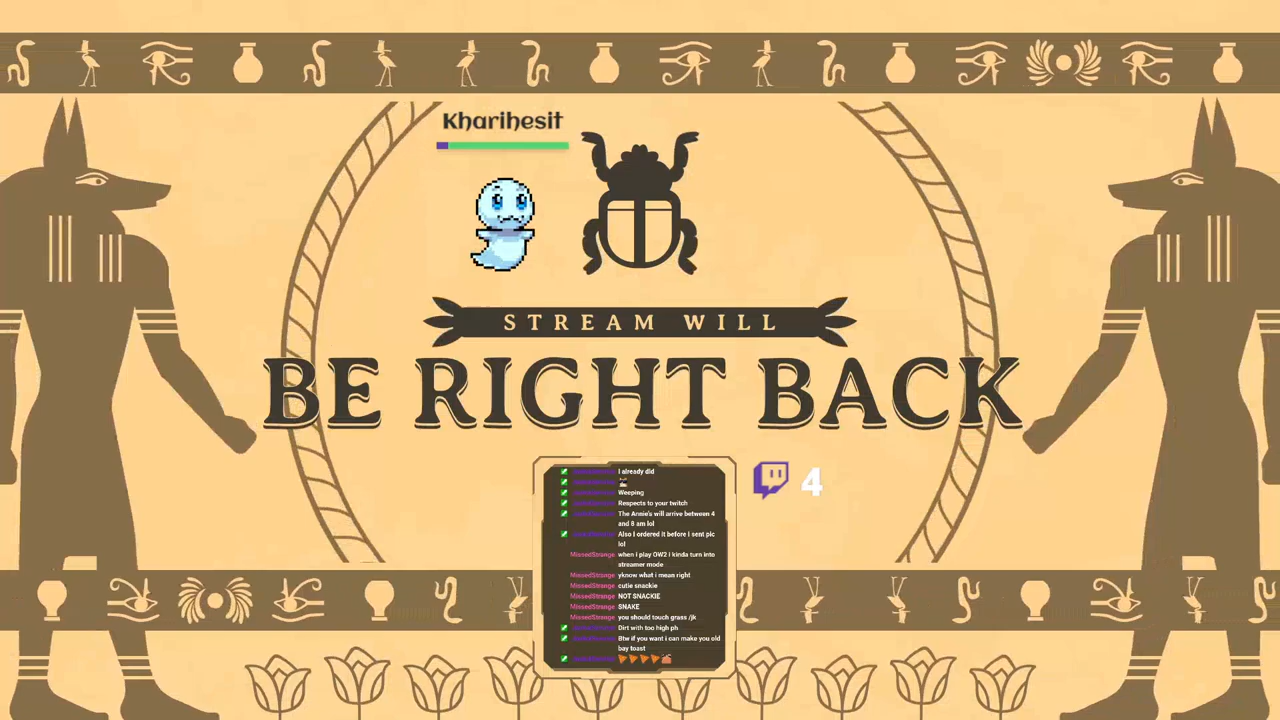 Kharihesit
STREAM WILL
BE RIGHT BACK
4
I already did
Weeping
Respects to your twitch
The Annie's will arrive between 4
and 8 am lol
Also I ordered it before I sent pic
lol
MissedStrange when i play OW2 i kinda turn into
streamer mode
MissedStrange yknow what i mean right
MissedStrange cutie snackie
MissedStrange NOT SNACKIE
MissedStrange SNAKE
MissedStrange you should touch grass /jk
Dirt with too high ph
Btw if you want i can make you old
bay toast